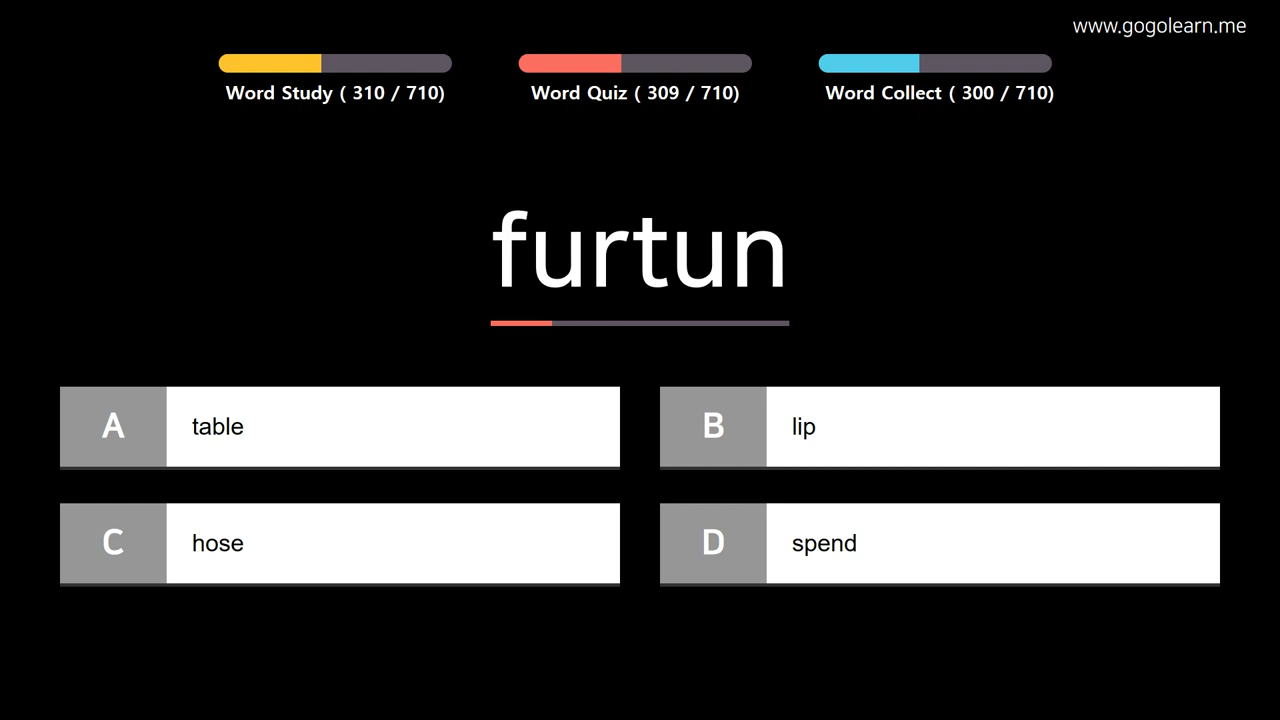 www.gogolearn.me
Word Study ( 310 / 710)
Word Quiz ( 309 / 710)
Word Collect ( 300 / 710)
furtun
A table
B lip
C hose
D spend